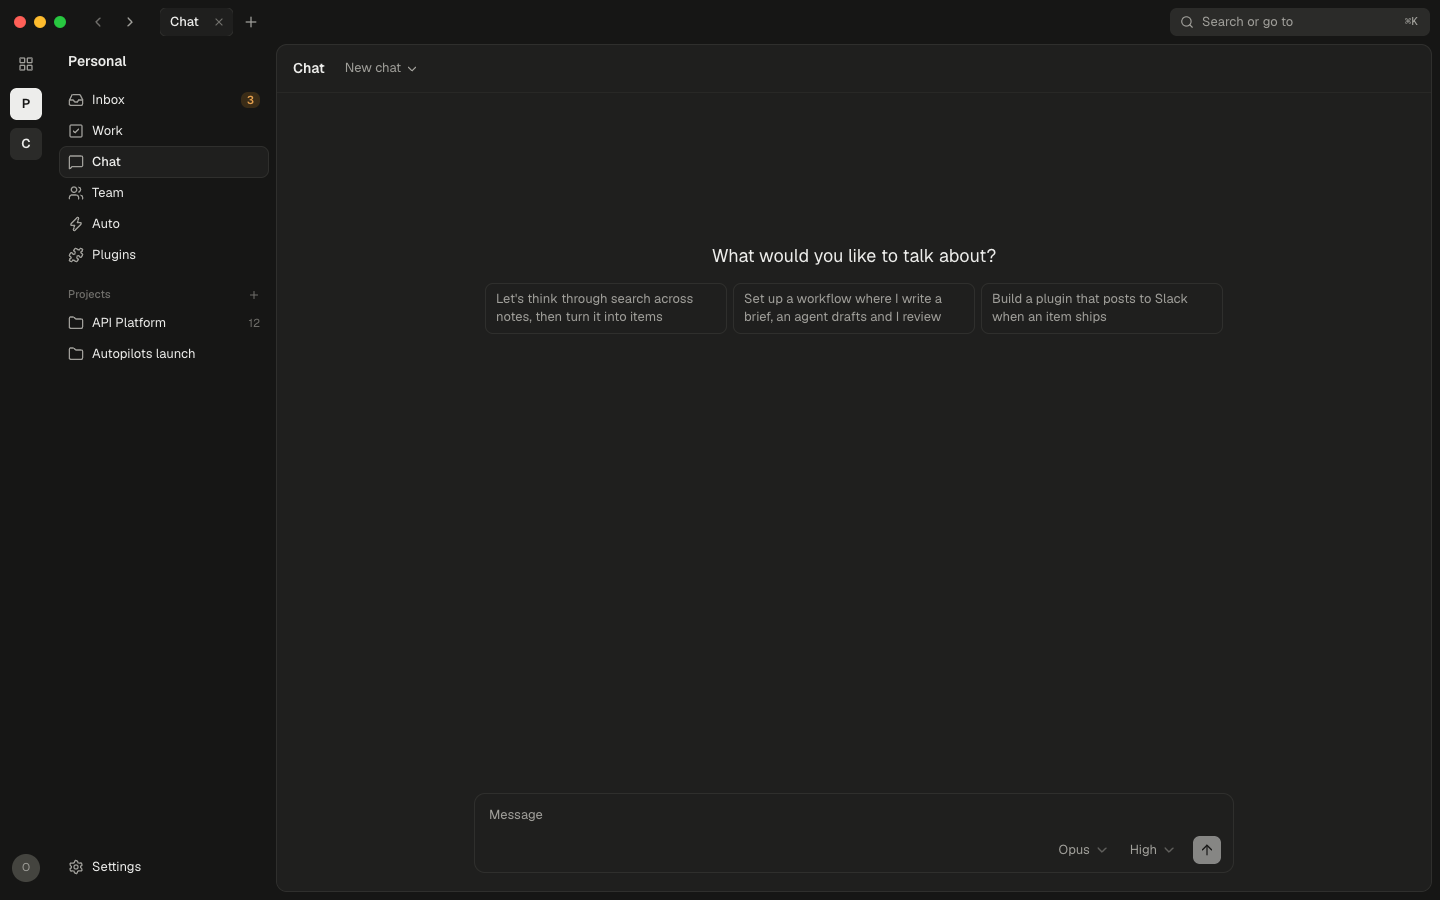 Chat
Search or go to ⌘K
Personal
P
C
Inbox 3
Work
Chat
Team
Auto
Plugins
Projects
API Platform 12
Autopilots launch
O
Settings
Chat New chat
What would you like to talk about?
Let's think through search across
notes, then turn it into items
Set up a workflow where I write a
brief, an agent drafts and I review
Build a plugin that posts to Slack
when an item ships
Message
Opus High